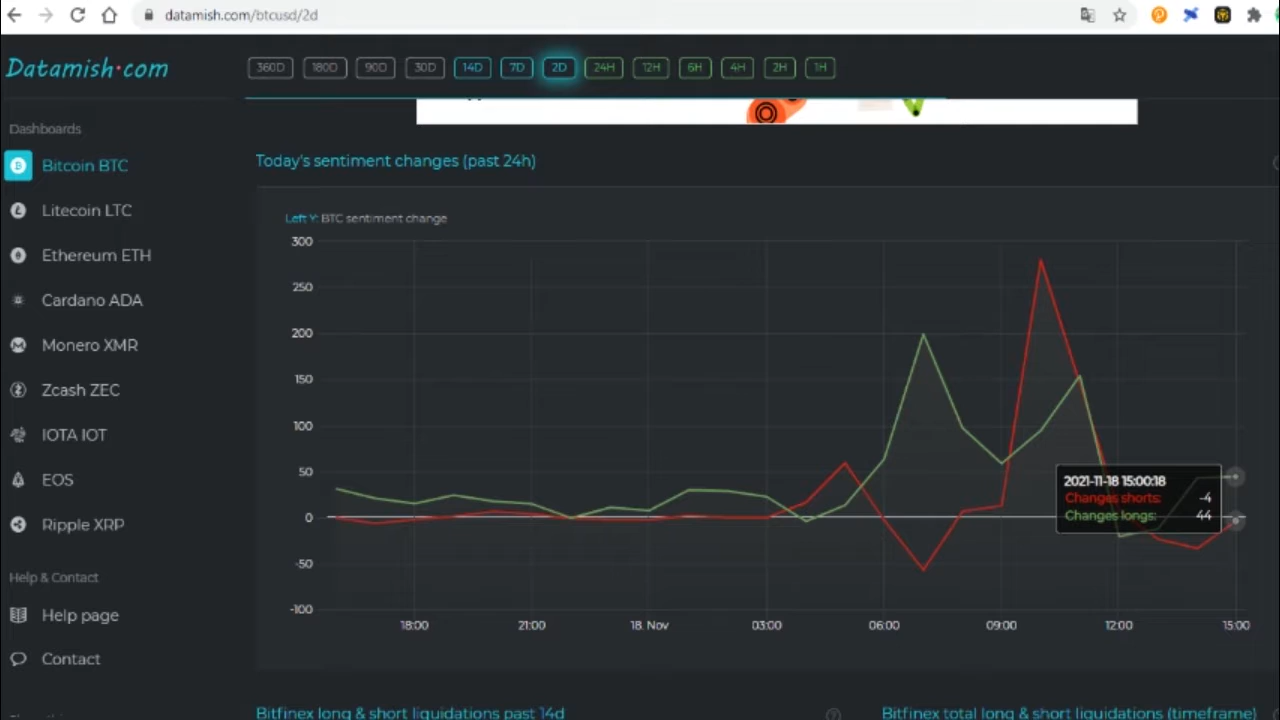 datamish.com/btcusd/2d
Datamish·com
360D 180D 90D 30D 14D 7D 2D 24H 12H 6H 4H 2H 1H
Dashboards
Bitcoin BTC
Litecoin LTC
Ethereum ETH
Cardano ADA
Monero XMR
Zcash ZEC
IOTA IOT
EOS
Ripple XRP
Help & Contact
Help page
Contact
Today's sentiment changes (past 24h)
Left Y: BTC sentiment change
300
250
200
150
100
50
0
-50
-100
18:00 21:00 18. Nov 03:00 06:00 09:00 12:00 15:00
2021-11-18 15:00:18
Changes shorts: -4
Changes longs: 44
Bitfinex long & short liquidations past 14d
Bitfinex total long & short liquidations (timeframe)